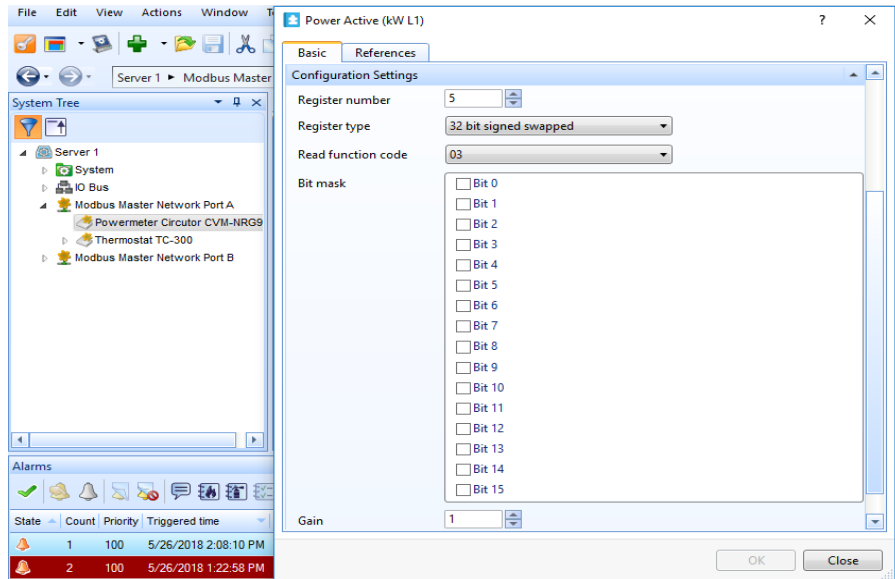 File Edit View Actions Window
Power Active (kW L1)
? ×
Server 1 ▸ Modbus Master
System Tree
Server 1
System
IO Bus
Modbus Master Network Port A
Powermeter Circutor CVM-NRG9
Thermostat TC-300
Modbus Master Network Port B
Alarms
State Count Priority Triggered time
1 100 5/26/2018 2:08:10 PM
2 100 5/26/2018 1:22:58 PM
Basic References
Configuration Settings
Register number 5
Register type 32 bit signed swapped
Read function code 03
Bit mask
Bit 0
Bit 1
Bit 2
Bit 3
Bit 4
Bit 5
Bit 6
Bit 7
Bit 8
Bit 9
Bit 10
Bit 11
Bit 12
Bit 13
Bit 14
Bit 15
Gain 1
OK Close